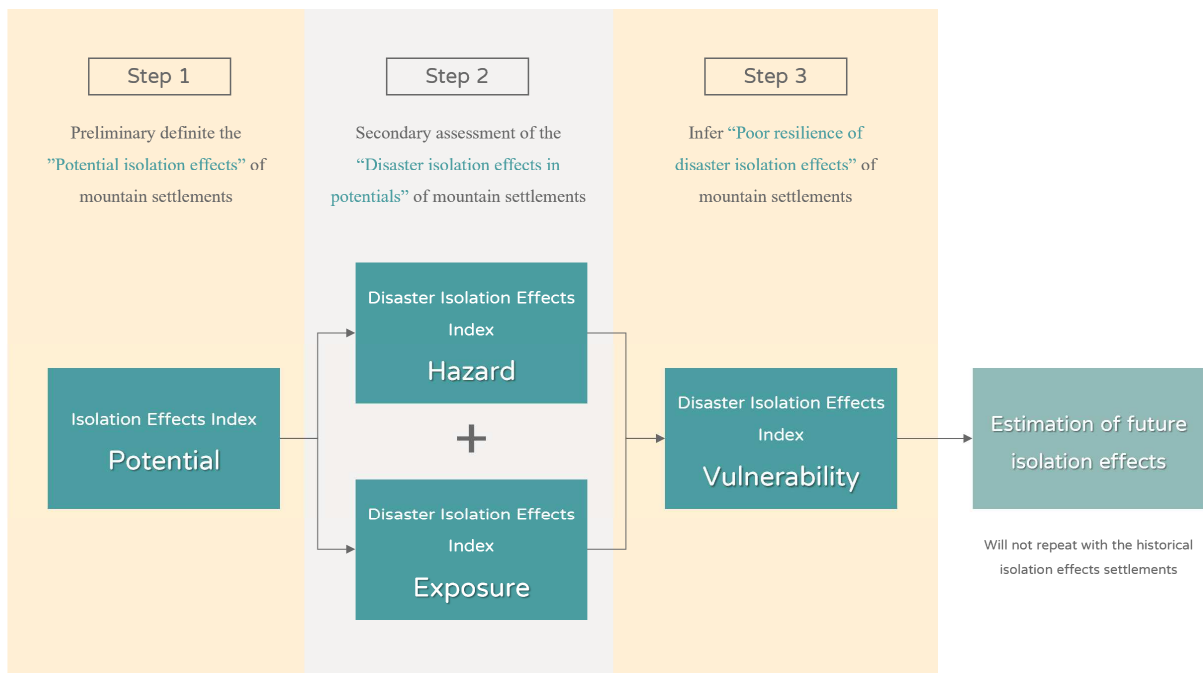 Step 1
Preliminary definite the
”Potential isolation effects” of
mountain settlements
Step 2
Secondary assessment of the
“Disaster isolation effects in
potentials” of mountain settlements
Step 3
Infer “Poor resilience of
disaster isolation effects” of
mountain settlements
Isolation Effects Index
Potential
Disaster Isolation Effects
Index
Hazard
+
Disaster Isolation Effects
Index
Exposure
Disaster Isolation Effects
Index
Vulnerability
Estimation of future
isolation effects
Will not repeat with the historical
isolation effects settlements